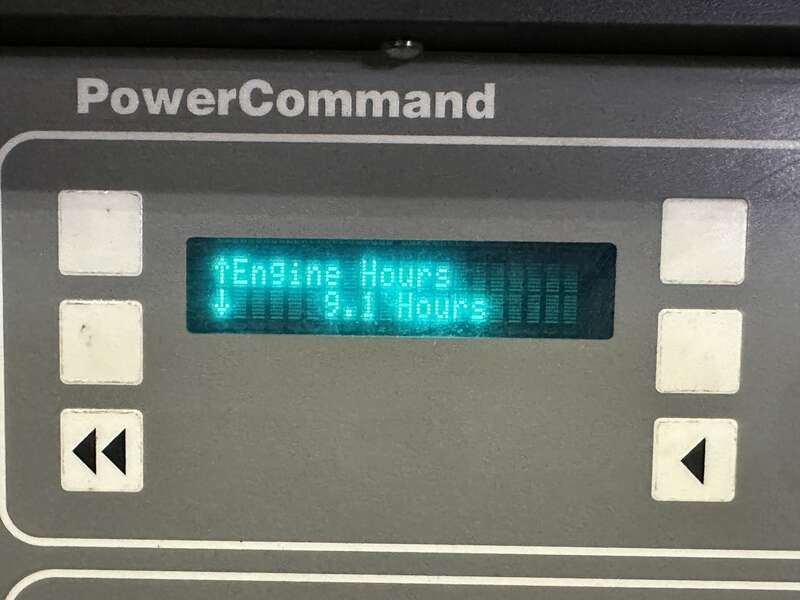 PowerCommand
↑Engine Hours
↓ 9.1 Hours